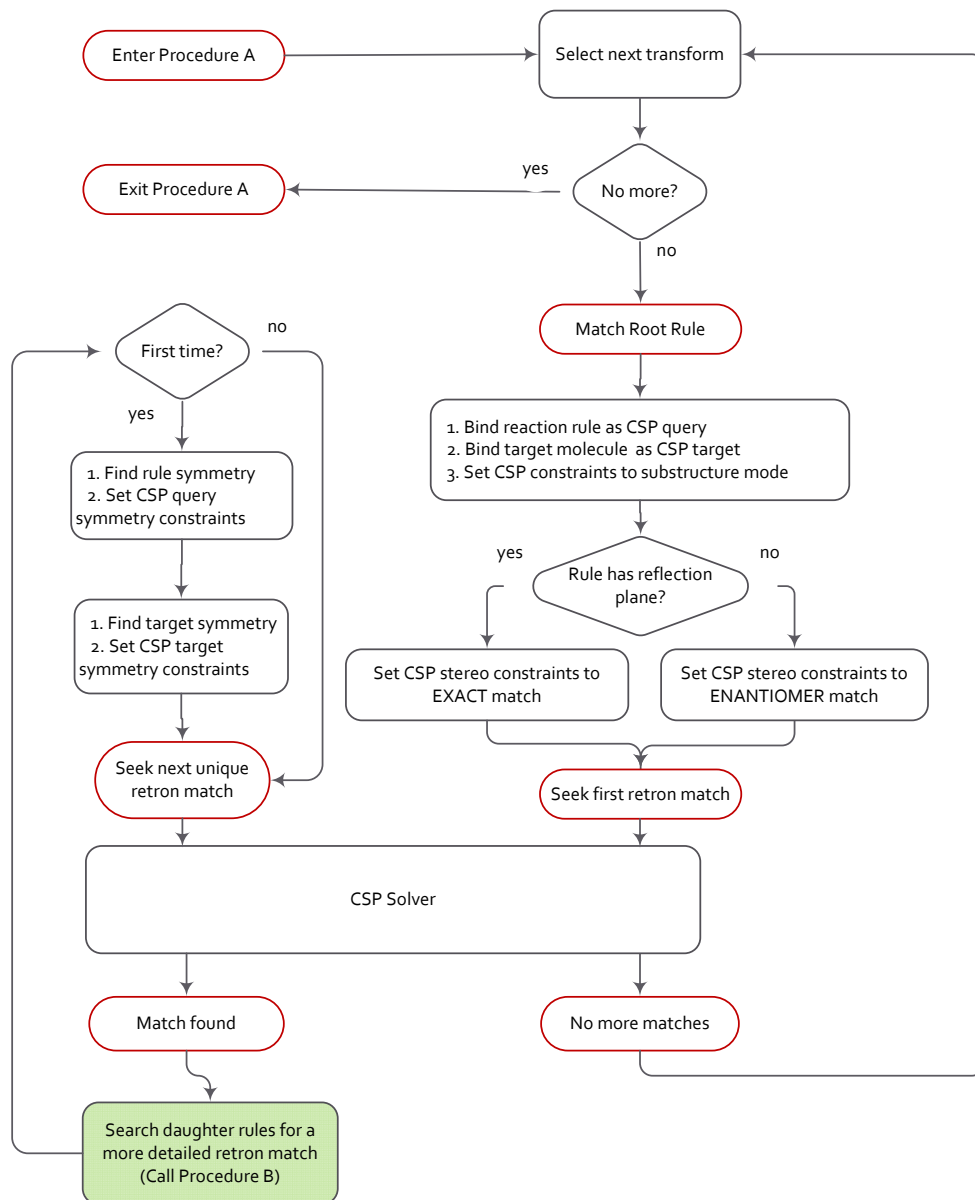 Enter Procedure A
Select next transform
yes
Exit Procedure A
No more?
no
Match Root Rule
First time?
no
yes
1. Bind reaction rule as CSP query
2. Bind target molecule as CSP target
3. Set CSP constraints to substructure mode
1. Find rule symmetry
2. Set CSP query
symmetry constraints
yes
no
Rule has reflection
plane?
1. Find target symmetry
2. Set CSP target
symmetry constraints
Set CSP stereo constraints to
EXACT match
Set CSP stereo constraints to
ENANTIOMER match
Seek next unique
retron match
Seek first retron match
CSP Solver
Match found
No more matches
Search daughter rules for a
more detailed retron match
(Call Procedure B)